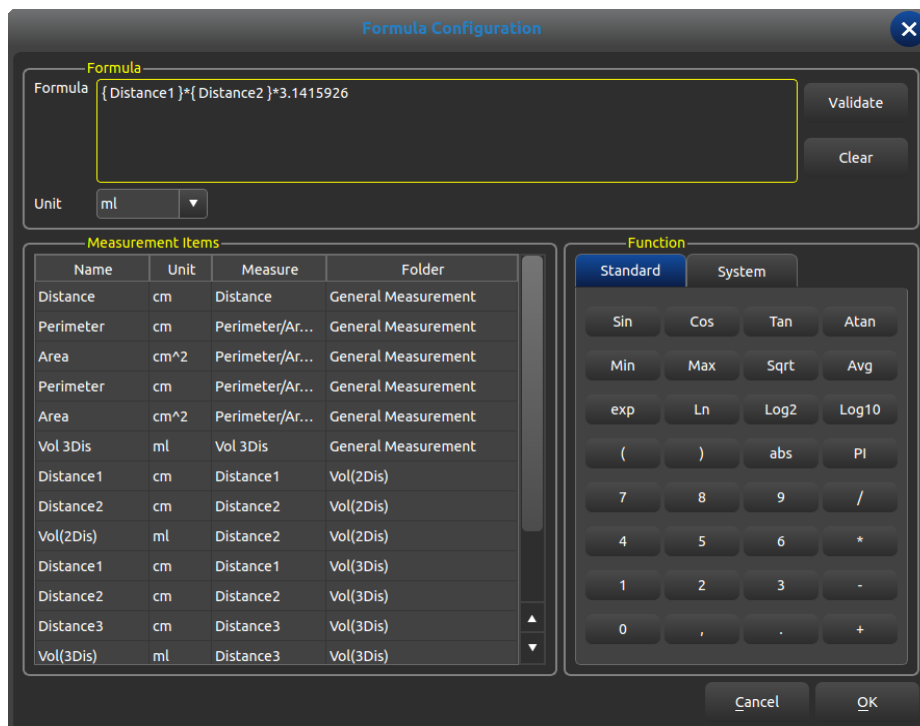 Formula Configuration
Formula
Formula { Distance1 }*{ Distance2 }*3.1415926
Validate
Clear
Unit ml
Measurement Items
Name Unit Measure Folder
Distance cm Distance General Measurement
Perimeter cm Perimeter/Ar... General Measurement
Area cm^2 Perimeter/Ar... General Measurement
Perimeter cm Perimeter/Ar... General Measurement
Area cm^2 Perimeter/Ar... General Measurement
Vol 3Dis ml Vol 3Dis General Measurement
Distance1 cm Distance1 Vol(2Dis)
Distance2 cm Distance2 Vol(2Dis)
Vol(2Dis) ml Distance2 Vol(2Dis)
Distance1 cm Distance1 Vol(3Dis)
Distance2 cm Distance2 Vol(3Dis)
Distance3 cm Distance3 Vol(3Dis)
Vol(3Dis) ml Distance3 Vol(3Dis)
Function
Standard System
Sin Cos Tan Atan
Min Max Sqrt Avg
exp Ln Log2 Log10
( ) abs PI
7 8 9 /
4 5 6 *
1 2 3 -
0 , . +
Cancel OK